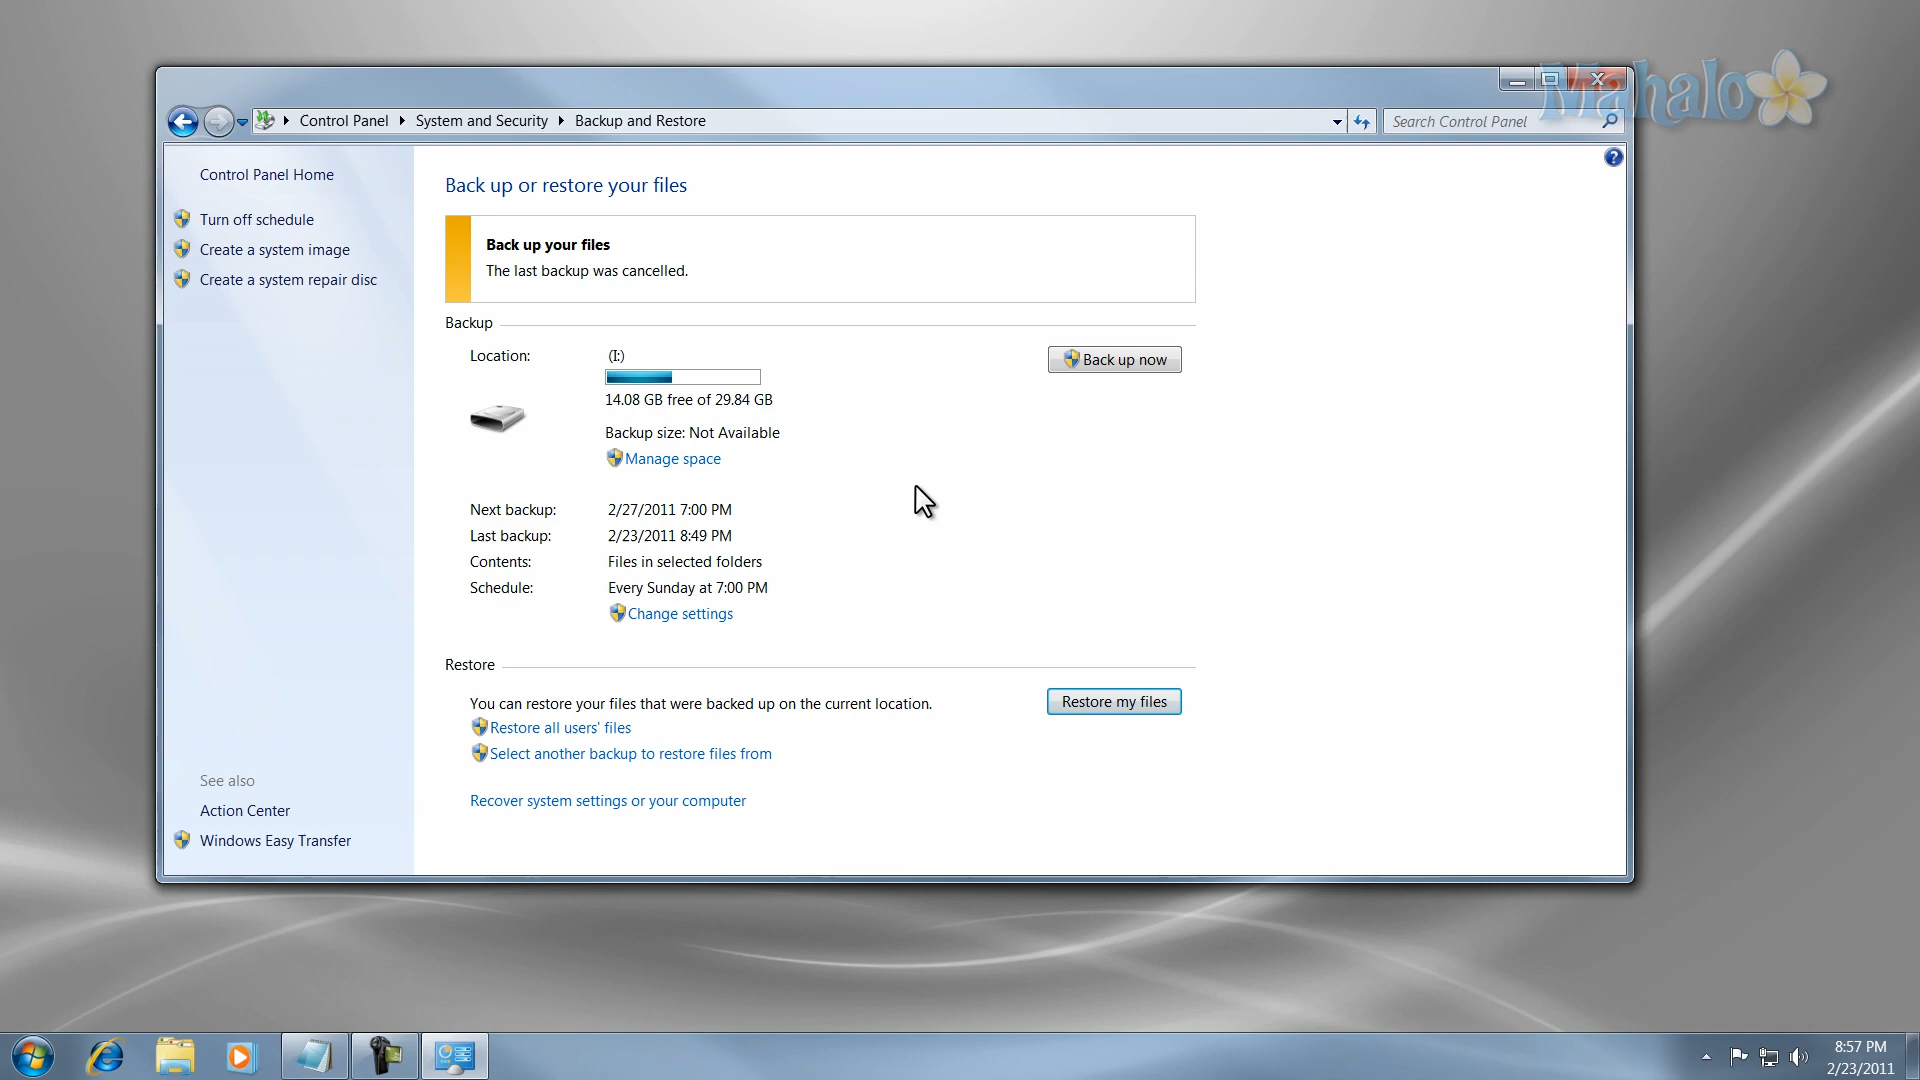 Mahalo
Control Panel System and Security Backup and Restore
Search Control Panel
Control Panel Home
Turn off schedule
Create a system image
Create a system repair disc
See also
Action Center
Windows Easy Transfer
Back up or restore your files
Back up your files
The last backup was cancelled.
Backup
Location: (I:)
Back up now
14.08 GB free of 29.84 GB
Backup size: Not Available
Manage space
Next backup: 2/27/2011 7:00 PM
Last backup: 2/23/2011 8:49 PM
Contents: Files in selected folders
Schedule: Every Sunday at 7:00 PM
Change settings
Restore
You can restore your files that were backed up on the current location.
Restore my files
Restore all users' files
Select another backup to restore files from
Recover system settings or your computer
8:57 PM
2/23/2011